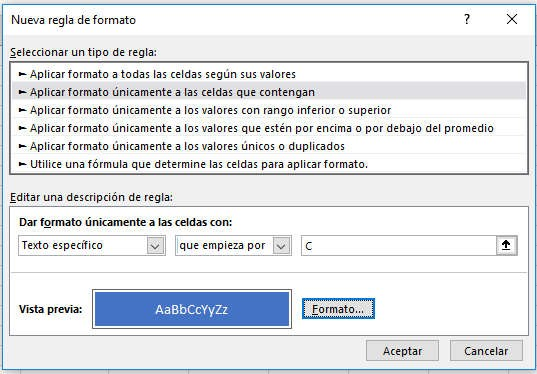 Nueva regla de formato ? ×
Seleccionar un tipo de regla:
► Aplicar formato a todas las celdas según sus valores
► Aplicar formato únicamente a las celdas que contengan
► Aplicar formato únicamente a los valores con rango inferior o superior
► Aplicar formato únicamente a los valores que estén por encima o por debajo del promedio
► Aplicar formato únicamente a los valores únicos o duplicados
► Utilice una fórmula que determine las celdas para aplicar formato.
Editar una descripción de regla:
Dar formato únicamente a las celdas con:
Texto específico que empieza por C
Vista previa: AaBbCcYyZz Formato...
Aceptar Cancelar